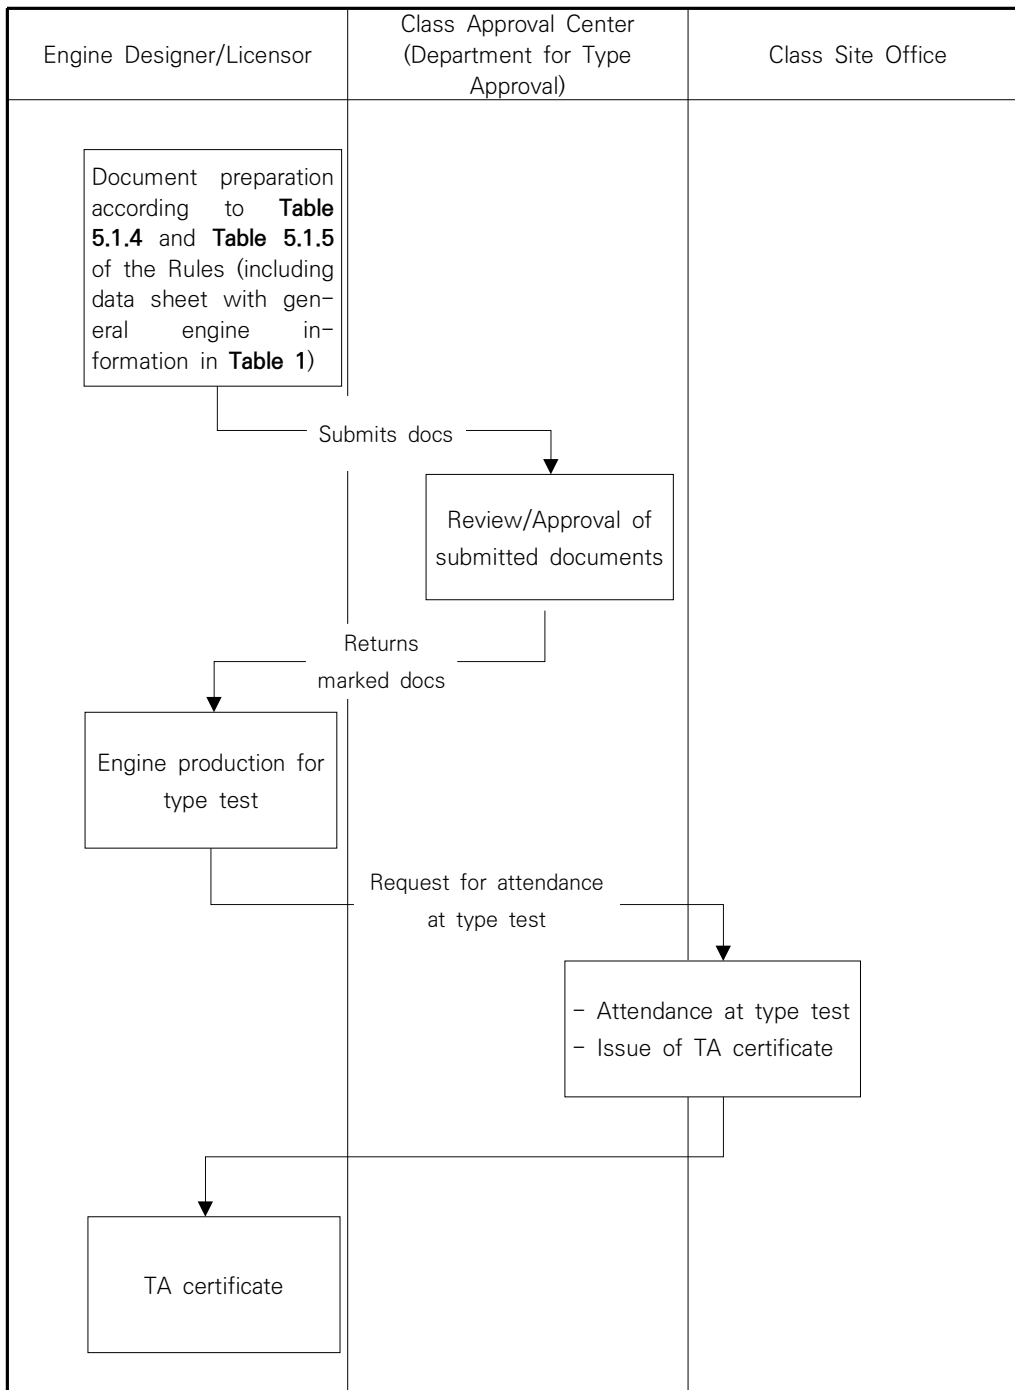 Engine Designer/Licensor
Class Approval Center
(Department for Type
Approval)
Class Site Office
Document preparation
according to Table
5.1.4 and Table 5.1.5
of the Rules (including
data sheet with gen-
eral engine in-
formation in Table 1)
Submits docs
Review/Approval of
submitted documents
Returns
marked docs
Engine production for
type test
Request for attendance
at type test
- Attendance at type test
- Issue of TA certificate
TA certificate